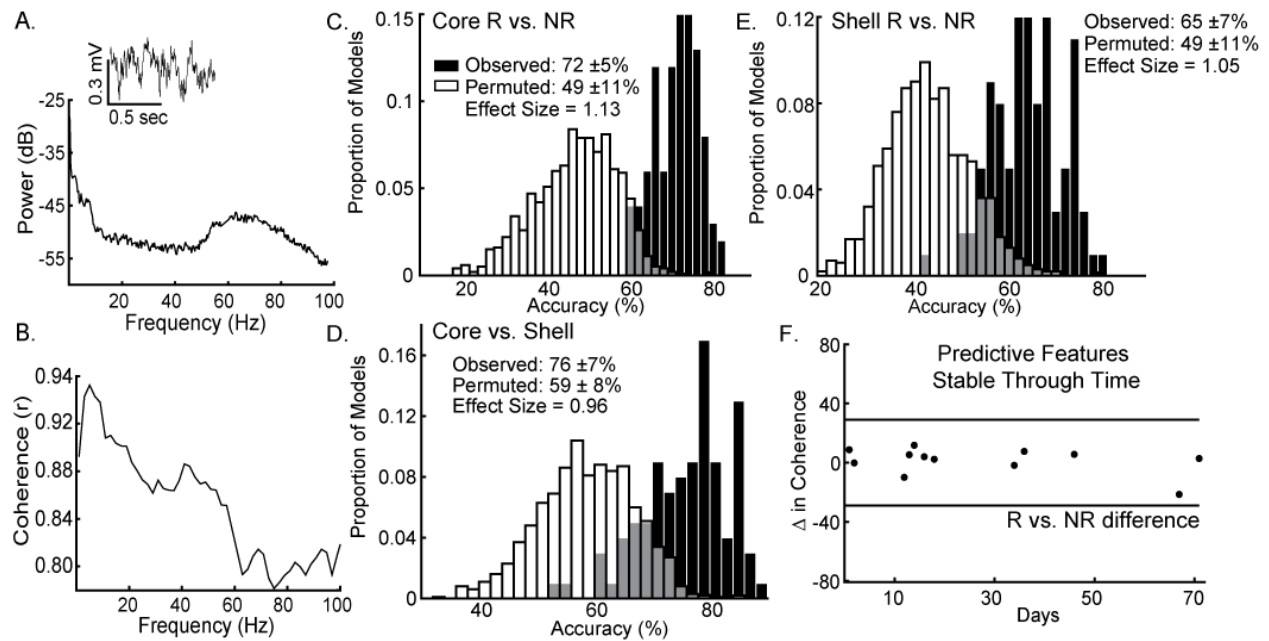 A.
0.3 mV
0.5 sec
Power (dB)
-25
-35
-45
-55
20 40 60 80 100
Frequency (Hz)
B.
Coherence (r)
0.94
0.92
0.88
0.84
0.80
0 20 40 60 80 100
Frequency (Hz)
C.
Core R vs. NR
Observed: 72 ±5%
Permuted: 49 ±11%
Effect Size = 1.13
Proportion of Models
0.15
0.1
0.05
0
20 40 60 80
Accuracy (%)
D.
Core vs. Shell
Observed: 76 ±7%
Permuted: 59 ± 8%
Effect Size = 0.96
Proportion of Models
0.16
0.12
0.08
0.04
0
40 60 80
Accuracy (%)
E.
Shell R vs. NR
Observed: 65 ±7%
Permuted: 49 ±11%
Effect Size = 1.05
Proportion of Models
0.12
0.08
0.04
0
20 40 60 80
Accuracy (%)
F.
Predictive Features
Stable Through Time
Δ in Coherence
80
40
0
-40
-80
R vs. NR difference
10 30 50 70
Days